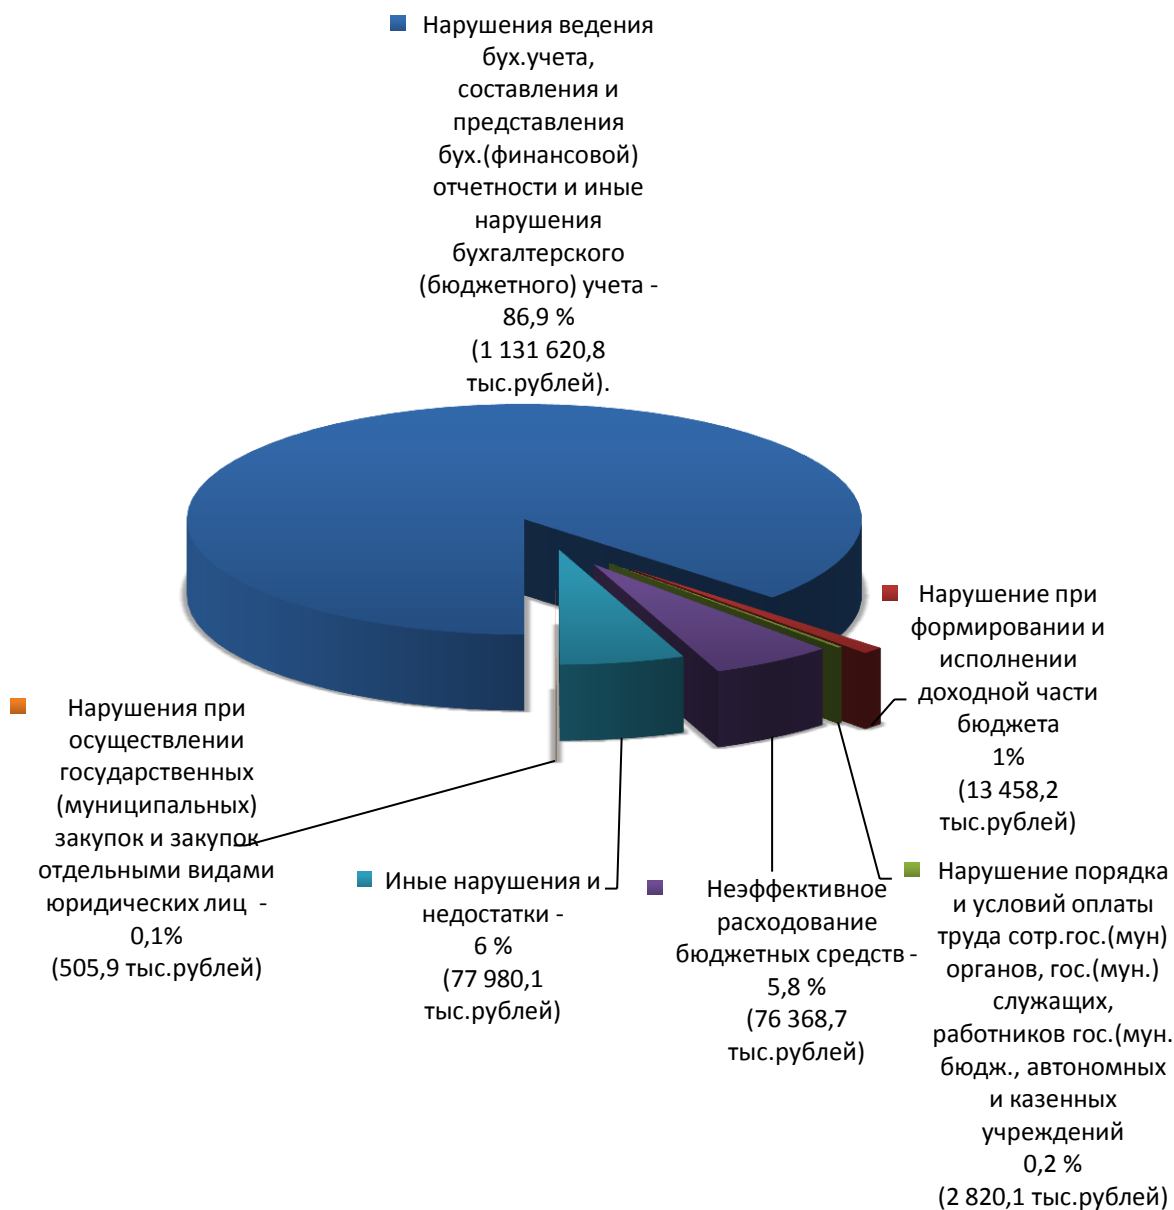 Нарушения ведения
бух.учета,
составления и
представления
бух.(финансовой)
отчетности и иные
нарушения
бухгалтерского
(бюджетного) учета -
86,9 %
(1 131 620,8
тыс.рублей).
Нарушение при
формировании и
исполнении
доходной части
бюджета
1%
(13 458,2
тыс.рублей)
Нарушения при
осуществлении
государственных
(муниципальных)
закупок и закупок
отдельными видами
юридических лиц -
0,1%
(505,9 тыс.рублей)
Иные нарушения и
недостатки -
6 %
(77 980,1
тыс.рублей)
Неэффективное
расходование
бюджетных средств -
5,8 %
(76 368,7
тыс.рублей)
Нарушение порядка
и условий оплаты
труда сотр.гос.(мун)
органов, гос.(мун.)
служащих,
работников гос.(мун.
бюдж., автономных
и казенных
учреждений
0,2 %
(2 820,1 тыс.рублей)